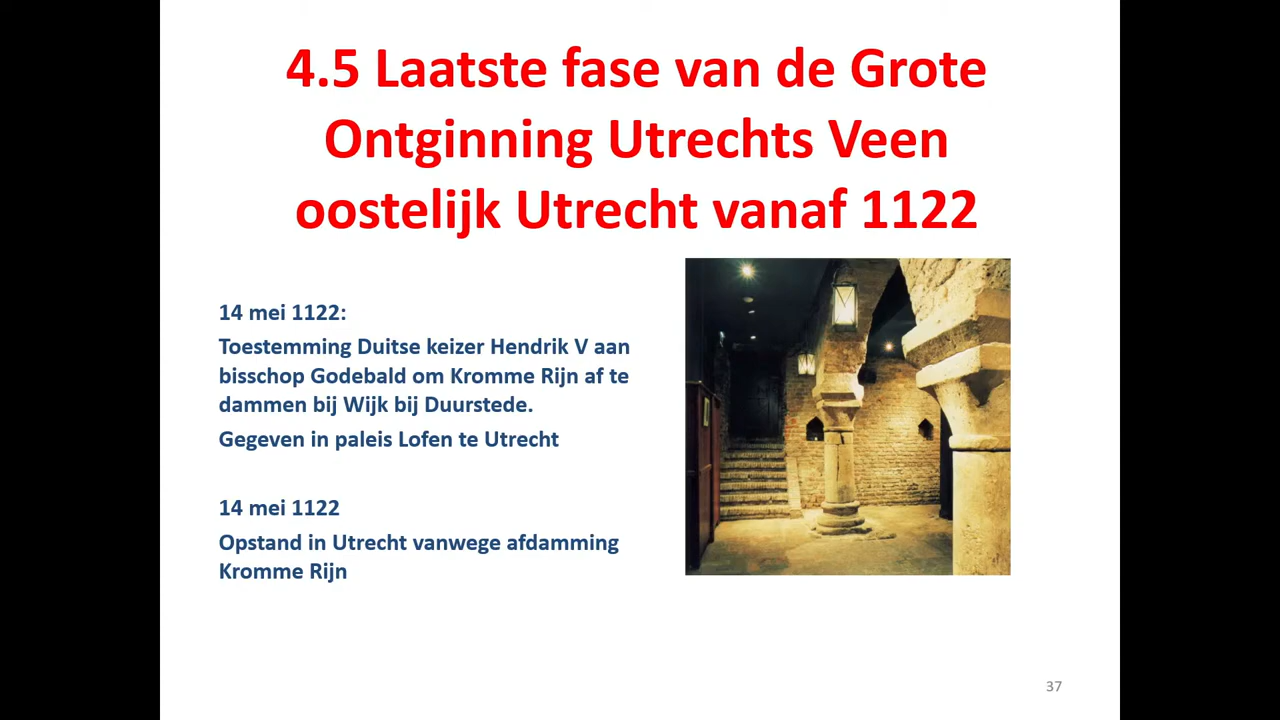 4.5 Laatste fase van de Grote
Ontginning Utrechts Veen
oostelijk Utrecht vanaf 1122
14 mei 1122:
Toestemming Duitse keizer Hendrik V aan
bisschop Godebald om Kromme Rijn af te
dammen bij Wijk bij Duurstede.
Gegeven in paleis Lofen te Utrecht
14 mei 1122
Opstand in Utrecht vanwege afdamming
Kromme Rijn
37